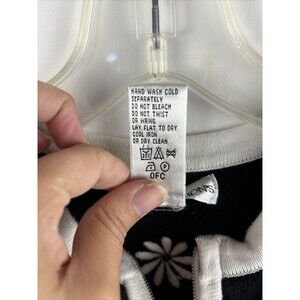 HAND WASH COLD
SEPARATELY
DO NOT BLEACH
DO NOT TWIST
OR WRING
LAY FLAT TO DRY
COOL IRON
OR DRY CLEAN
OFC